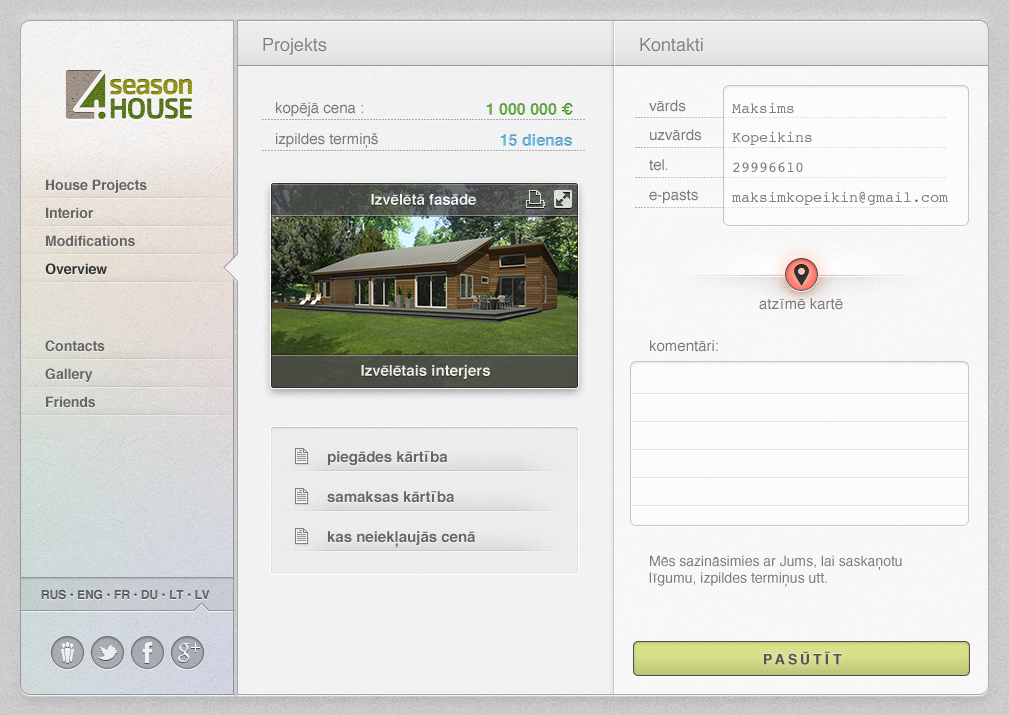 4 season
HOUSE
House Projects
Interior
Modifications
Overview
Contacts
Gallery
Friends
RUS • ENG • FR • DU • LT • LV
g+
Projekts
kopējā cena : 1 000 000 €
izpildes termiņš 15 dienas
Izvēlētā fasāde
Izvēlētais interjers
piegādes kārtība
samaksas kārtība
kas neiekļaujās cenā
Kontakti
vārds Maksims
uzvārds Kopeikins
tel. 29996610
e-pasts maksimkopeikin@gmail.com
atzīmē kartē
komentāri:
Mēs sazināsimies ar Jums, lai saskaņotu
līgumu, izpildes termiņus utt.
PASŪTĪT